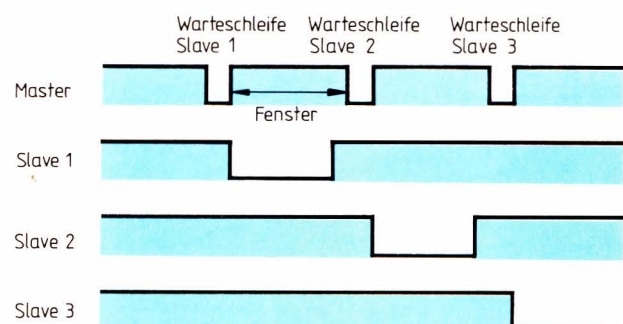 Warteschleife Warteschleife Warteschleife
Slave 1 Slave 2 Slave 3
Master
Fenster
Slave 1
Slave 2
Slave 3